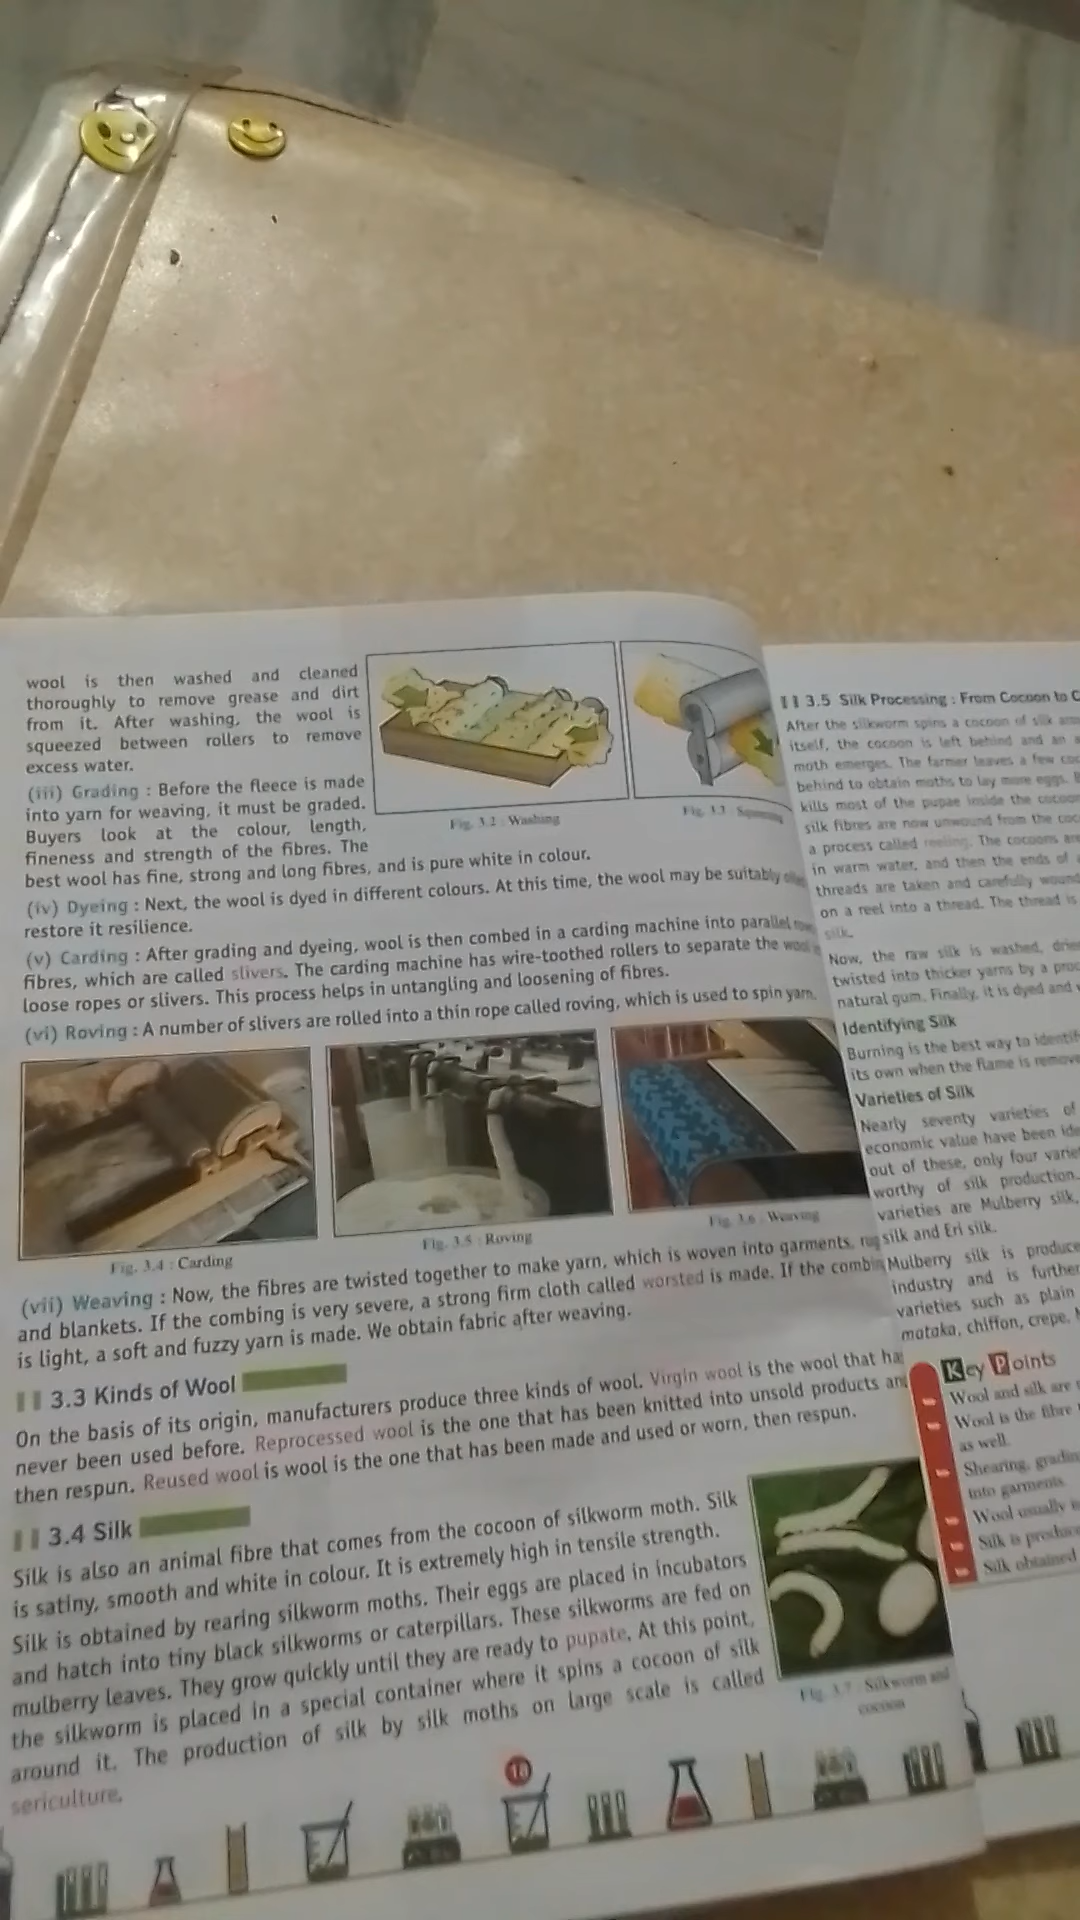 wool is then washed and cleaned
thoroughly to remove grease and dirt
from it. After washing, the wool is
squeezed between rollers to remove
excess water.
(iii) Grading : Before the fleece is made
into yarn for weaving, it must be graded.
Buyers look at the colour, length,
fineness and strength of the fibres. The
best wool has fine, strong and long fibres, and is pure white in colour.
Fig. 3.2 : Washing
Fig. 3.3 : Squeezing
(iv) Dyeing : Next, the wool is dyed in different colours. At this time, the wool may be suitably
restore it resilience.
(v) Carding : After grading and dyeing, wool is then combed in a carding machine into parallel
fibres, which are called slivers. The carding machine has wire-toothed rollers to separate the
loose ropes or slivers. This process helps in untangling and loosening of fibres.
(vi) Roving : A number of slivers are rolled into a thin rope called roving, which is used to spin yarn.
Fig. 3.4 : Carding
Fig. 3.5 : Roving
Fig. 3.6 : Weaving
(vii) Weaving : Now, the fibres are twisted together to make yarn, which is woven into garments,
and blankets. If the combing is very severe, a strong firm cloth called worsted is made. If the
is light, a soft and fuzzy yarn is made. We obtain fabric after weaving.
3.3 Kinds of Wool
On the basis of its origin, manufacturers produce three kinds of wool. Virgin wool is the wool that
never been used before. Reprocessed wool is the one that has been knitted into unsold products
then respun. Reused wool is wool is the one that has been made and used or worn, then respun.
3.4 Silk
Silk is also an animal fibre that comes from the cocoon of silkworm moth. Silk
is satiny, smooth and white in colour. It is extremely high in tensile strength.
Silk is obtained by rearing silkworm moths. Their eggs are placed in incubators
and hatch into tiny black silkworms or caterpillars. These silkworms are fed on
mulberry leaves. They grow quickly until they are ready to pupate. At this point,
the silkworm is placed in a special container where it spins a cocoon of silk
around it. The production of silk by silk moths on large scale is called
sericulture.
Fig. 3.7 : Silkworm and
cocoon
3.5 Silk Processing : From Cocoon to
After the silkworm spins a cocoon of silk
itself, the cocoon is left behind and an
moth emerges. The farmer leaves a few
behind to obtain moths to lay more eggs.
kills most of the pupae inside the
silk fibres are now unwound from the
a process called reeling. The cocoons
in warm water, and then the ends of
threads are taken and carefully wound
on a reel into a thread. The thread is
silk.
Now, the raw silk is washed,
twisted into thicker yarns by a
natural gum. Finally, it is dyed and
Identifying Silk
Burning is the best way to
its own when the flame is
Varieties of Silk
Nearly seventy varieties of
economic value have been
out of these, only four
worthy of silk production.
varieties are Mulberry silk,
silk and Eri silk.
Mulberry silk is
industry and is further
varieties such as plain
mataka, chiffon, crepe,
Key Points
Wool and silk are
Wool is the fibre
as well.
Shearing,
into garments.
Wool usually
Silk is
Silk obtained